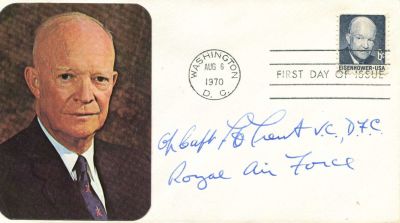 WASHINGTON
AUG 6
1970
D. C.
6c
EISENHOWER·USA
FIRST DAY OF ISSUE
Gp Capt Trent V.C., D.F.C.
Royal Air Force